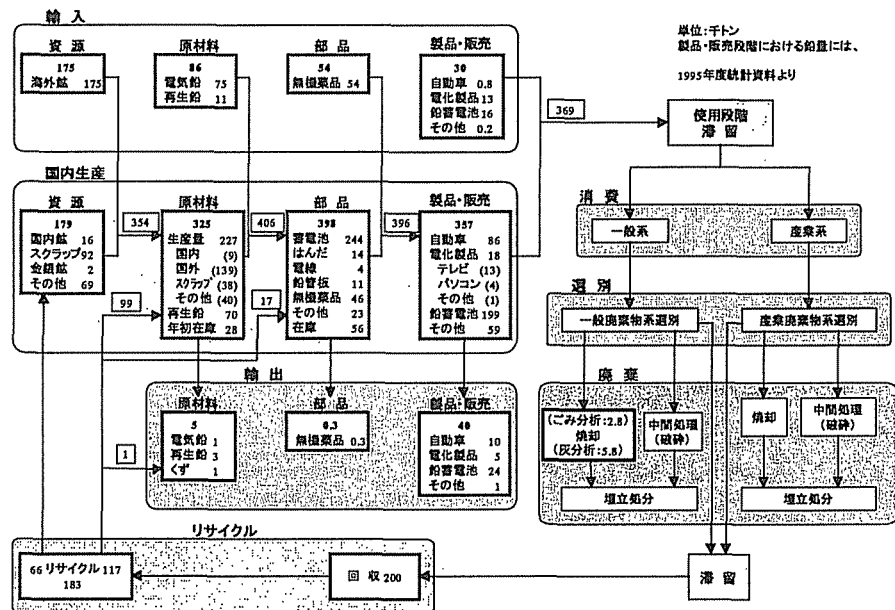 輸入
資源
175
海外鉱 175
原材料
86
電気鉛 75
再生鉛 11
部品
54
無機薬品 54
製品・販売
30
自動車 0.8
電化製品 13
鉛蓄電池 16
その他 0.2
単位:千トン
製品・販売段階における鉛量には、
1995年度統計資料より
369
使用段階
滞留
国内生産
資源
179
国内鉱 16
スクラップ 92
金銀鉱 2
その他 69
354
原材料
325
生産量 227
国内 (9)
国外 (139)
スクラップ (38)
その他 (40)
再生鉛 70
年初在庫 28
406
部品
398
蓄電池 244
はんだ 14
電線 4
鉛管板 11
無機薬品 46
その他 23
在庫 56
396
製品・販売
357
自動車 86
電化製品 18
テレビ (13)
パソコン (4)
その他 (1)
鉛蓄電池 199
その他 59
99
17
消費
一般系
産業系
選別
一般廃棄物系選別
産業廃棄物系選別
輸出
原材料
5
電気鉛 1
再生鉛 3
くず 1
部品
0.3
無機薬品 0.3
製品・販売
40
自動車 10
電化製品 5
鉛蓄電池 24
その他 1
1
廃棄
(ごみ分析:2.8)
焼却
(灰分析:5.8)
中間処理
(破砕)
焼却
中間処理
(破砕)
埋立処分
埋立処分
リサイクル
66 リサイクル 117
183
回収 200
滞留